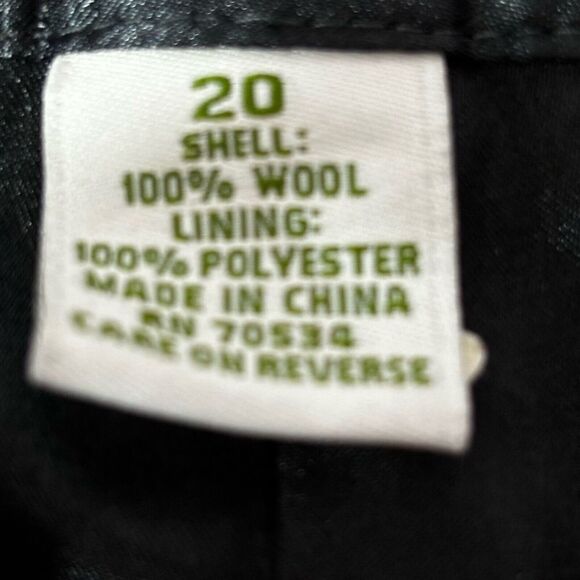 20
SHELL:
100% WOOL
LINING:
100% POLYESTER
MADE IN CHINA
RN 70534
CARE ON REVERSE